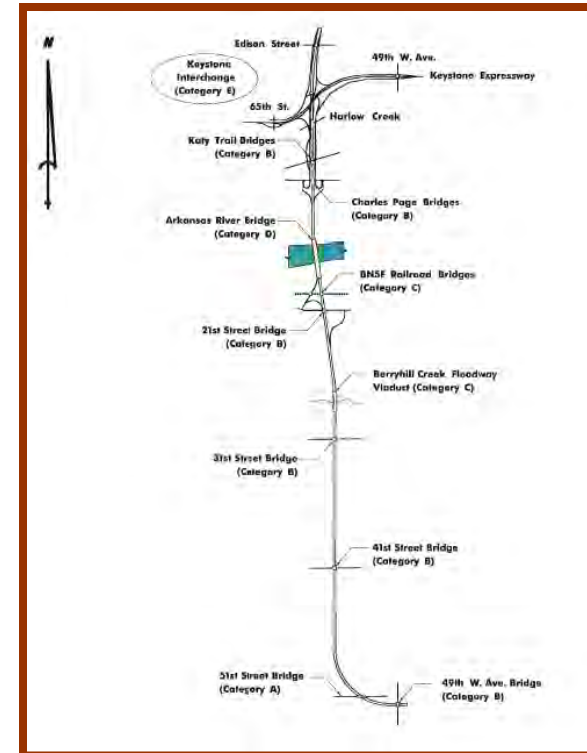 N
Edison Street
49th W. Ave.
Keystone
Interchange
(Category E)
Keystone Expressway
65th St.
Harlow Creek
Katy Trail Bridges
(Category B)
Charles Page Bridges
(Category B)
Arkansas River Bridge
(Category D)
BNSF Railroad Bridges
(Category C)
21st Street Bridge
(Category B)
Berryhill Creek Floodway
Viaduct (Category C)
31st Street Bridge
(Category B)
41st Street Bridge
(Category B)
51st Street Bridge
(Category A)
49th W. Ave. Bridge
(Category B)